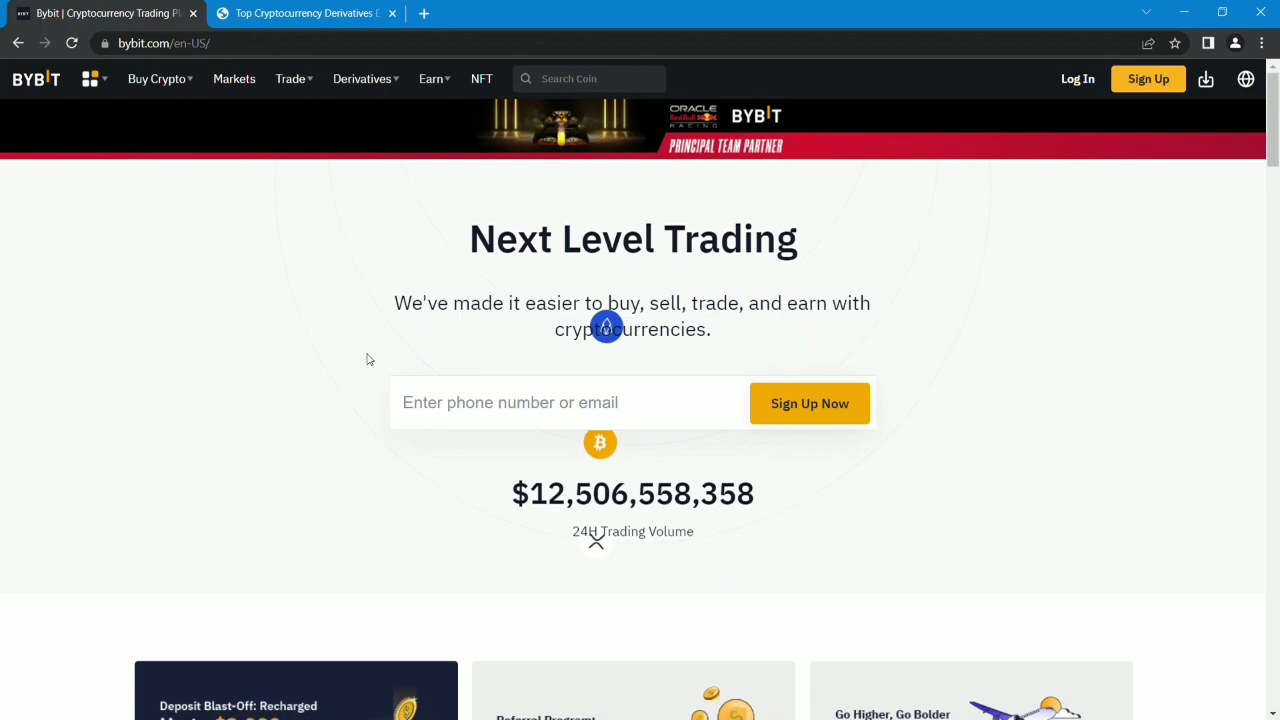 Bybit | Cryptocurrency Trading Pl
Top Cryptocurrency Derivatives E
bybit.com/en-US/
BYBIT
Buy Crypto
Markets
Trade
Derivatives
Earn
NFT
Search Coin
Log In
Sign Up
ORACLE
Red Bull
RACING
BYBIT
PRINCIPAL TEAM PARTNER
Next Level Trading
We've made it easier to buy, sell, trade, and earn with
cryptocurrencies.
Enter phone number or email
Sign Up Now
$12,506,558,358
24H Trading Volume
Deposit Blast-Off: Recharged
Referral Program:
Go Higher, Go Bolder